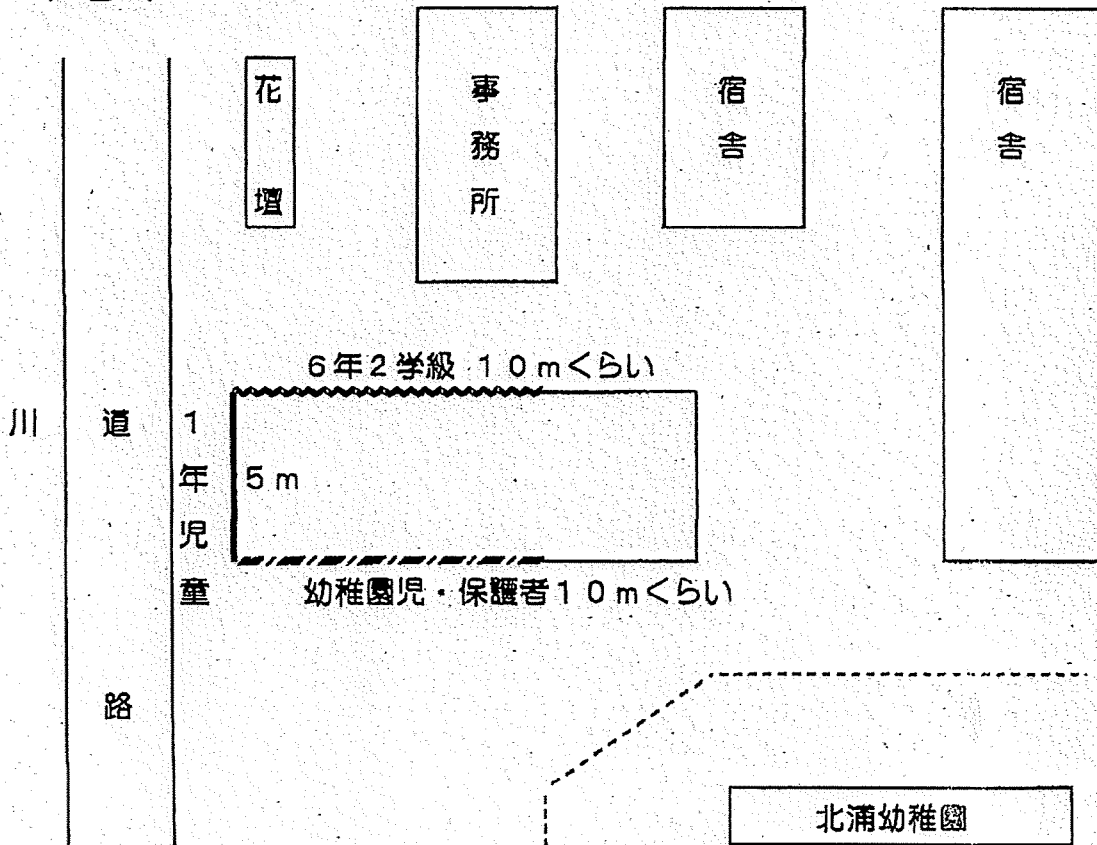 花壇
事務所
宿舎
宿舎
6年2学級 10mくらい
川
道路
1年児童
5m
幼稚園児・保護者10mくらい
北浦幼稚園